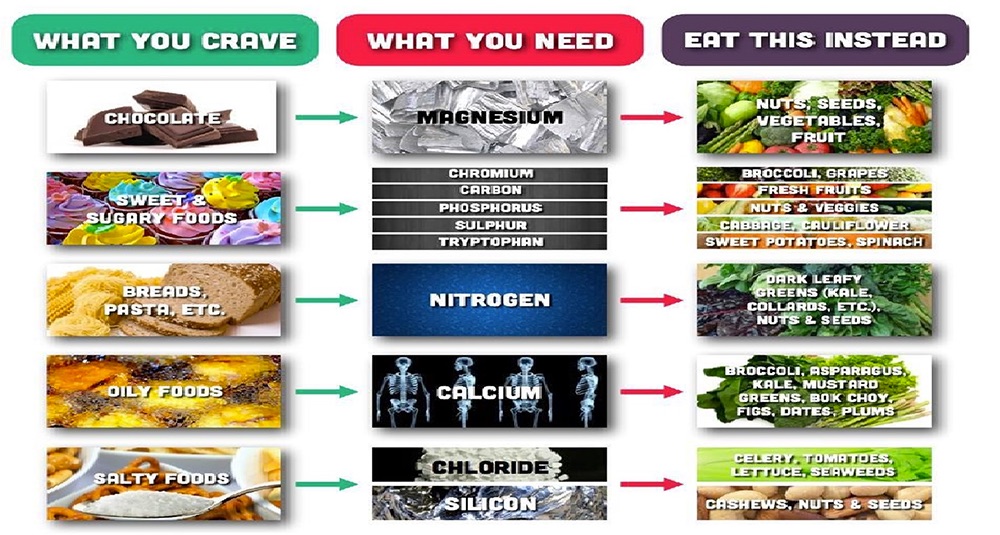 WHAT YOU CRAVE
WHAT YOU NEED
EAT THIS INSTEAD
CHOCOLATE
MAGNESIUM
NUTS, SEEDS,
VEGETABLES,
FRUIT
SWEET &
SUGARY FOODS
CHROMIUM
CARBON
PHOSPHORUS
SULPHUR
TRYPTOPHAN
BROCCOLI, GRAPES
FRESH FRUITS
NUTS & VEGGIES
CABBAGE, CAULIFLOWER
SWEET POTATOES, SPINACH
BREADS,
PASTA, ETC.
NITROGEN
DARK LEAFY
GREENS (KALE,
COLLARDS, ETC.),
NUTS & SEEDS
OILY FOODS
CALCIUM
BROCCOLI, ASPARAGUS,
KALE, MUSTARD
GREENS, BOK CHOY,
FIGS, DATES, PLUMS
SALTY FOODS
CHLORIDE
SILICON
CELERY, TOMATOES,
LETTUCE, SEAWEEDS
CASHEWS, NUTS & SEEDS